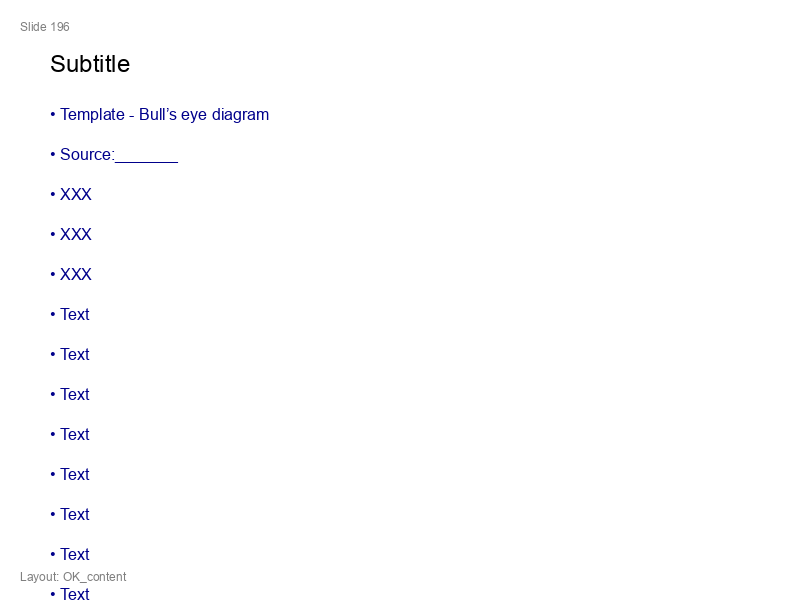 Slide 196
Subtitle
• Template - Bull’s eye diagram
• Source:_______
• XXX
• XXX
• XXX
• Text
• Text
• Text
• Text
• Text
• Text
• Text
Layout: OK_content
• Text